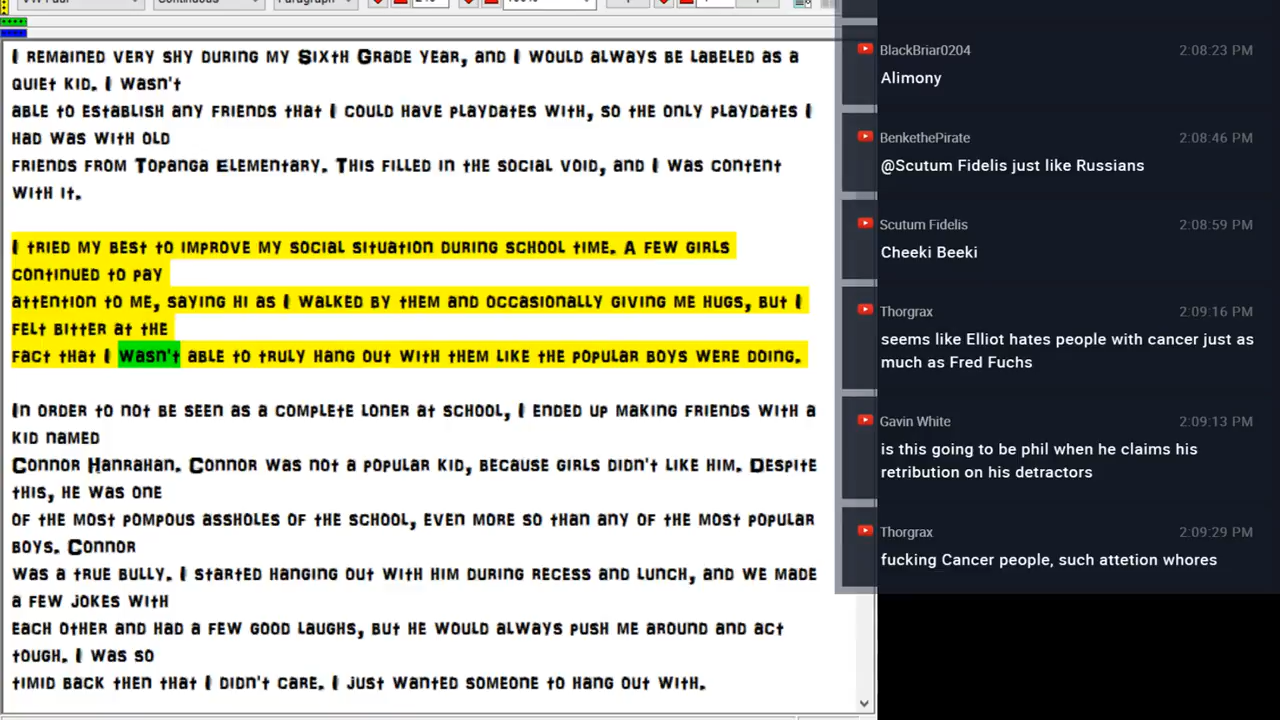 Continuous
Paragraph
I remained very shy during my Sixth Grade year, and I would always be labeled as a
quiet kid. I wasn't
able to establish any friends that I could have playdates with, so the only playdates I
had was with old
friends from Topanga Elementary. This filled in the social void, and I was content
with it.
I tried my best to improve my social situation during school time. A few girls
continued to pay
attention to me, saying hi as I walked by them and occasionally giving me hugs, but I
felt bitter at the
fact that I wasn't able to truly hang out with them like the popular boys were doing.
In order to not be seen as a complete loner at school, I ended up making friends with a
kid named
Connor Hanrahan. Connor was not a popular kid, because girls didn't like him. Despite
this, he was one
of the most pompous assholes of the school, even more so than any of the most popular
boys. Connor
was a true bully. I started hanging out with him during recess and lunch, and we made
a few jokes with
each other and had a few good laughs, but he would always push me around and act
tough. I was so
timid back then that I didn't care. I just wanted someone to hang out with.
BlackBriar0204 2:08:23 PM
Alimony
BenkethePirate 2:08:46 PM
@Scutum Fidelis just like Russians
Scutum Fidelis 2:08:59 PM
Cheeki Beeki
Thorgrax 2:09:16 PM
seems like Elliot hates people with cancer just as
much as Fred Fuchs
Gavin White 2:09:13 PM
is this going to be phil when he claims his
retribution on his detractors
Thorgrax 2:09:29 PM
fucking Cancer people, such attetion whores